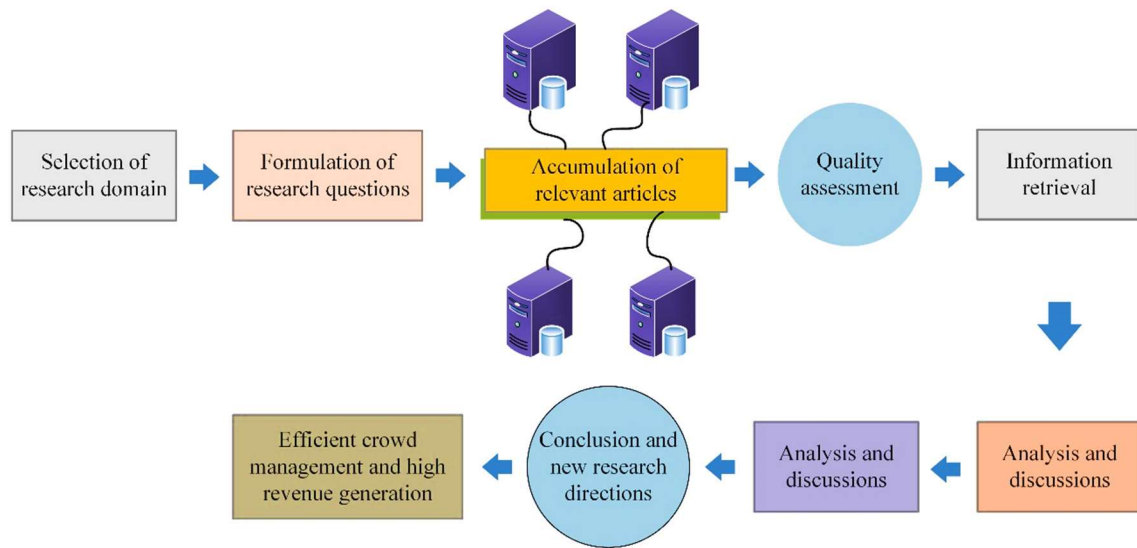 Selection of
research domain
Formulation of
research questions
Accumulation of
relevant articles
Quality
assessment
Information
retrieval
Analysis and
discussions
Analysis and
discussions
Conclusion and
new research
directions
Efficient crowd
management and high
revenue generation